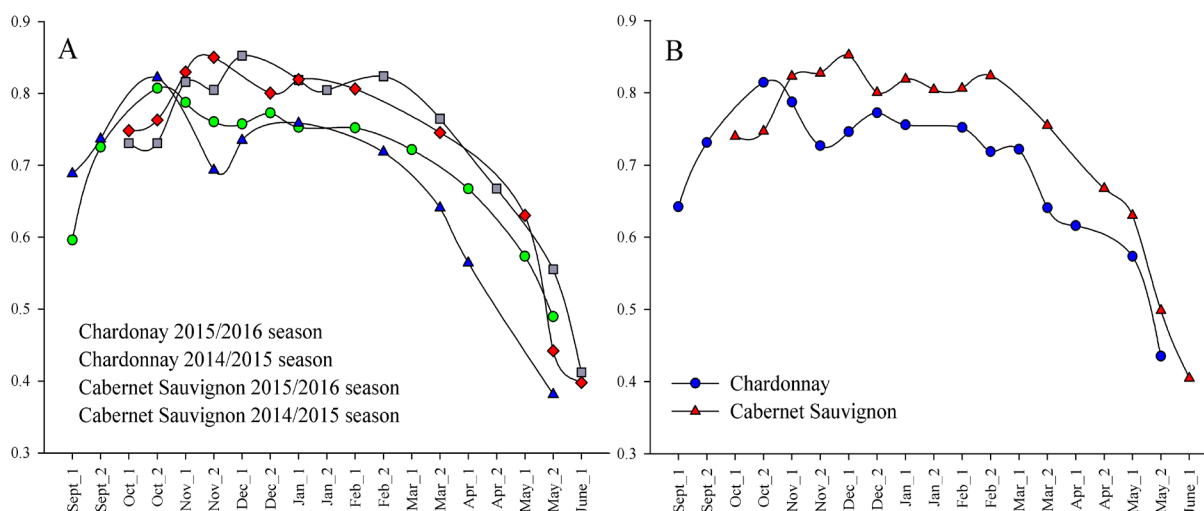 A
0.9
0.8
0.7
0.6
0.5
0.4
0.3
Chardonay 2015/2016 season
Chardonnay 2014/2015 season
Cabernet Sauvignon 2015/2016 season
Cabernet Sauvignon 2014/2015 season
Sept_1
Sept_2
Oct_1
Oct_2
Nov_1
Nov_2
Dec_1
Dec_2
Jan_1
Jan_2
Feb_1
Feb_2
Mar_1
Mar_2
Apr_1
Apr_2
May_1
May_2
June_1
B
0.9
0.8
0.7
0.6
0.5
0.4
0.3
Chardonnay
Cabernet Sauvignon
Sept_1
Sept_2
Oct_1
Oct_2
Nov_1
Nov_2
Dec_1
Dec_2
Jan_1
Jan_2
Feb_1
Feb_2
Mar_1
Mar_2
Apr_1
Apr_2
May_1
May_2
June_1